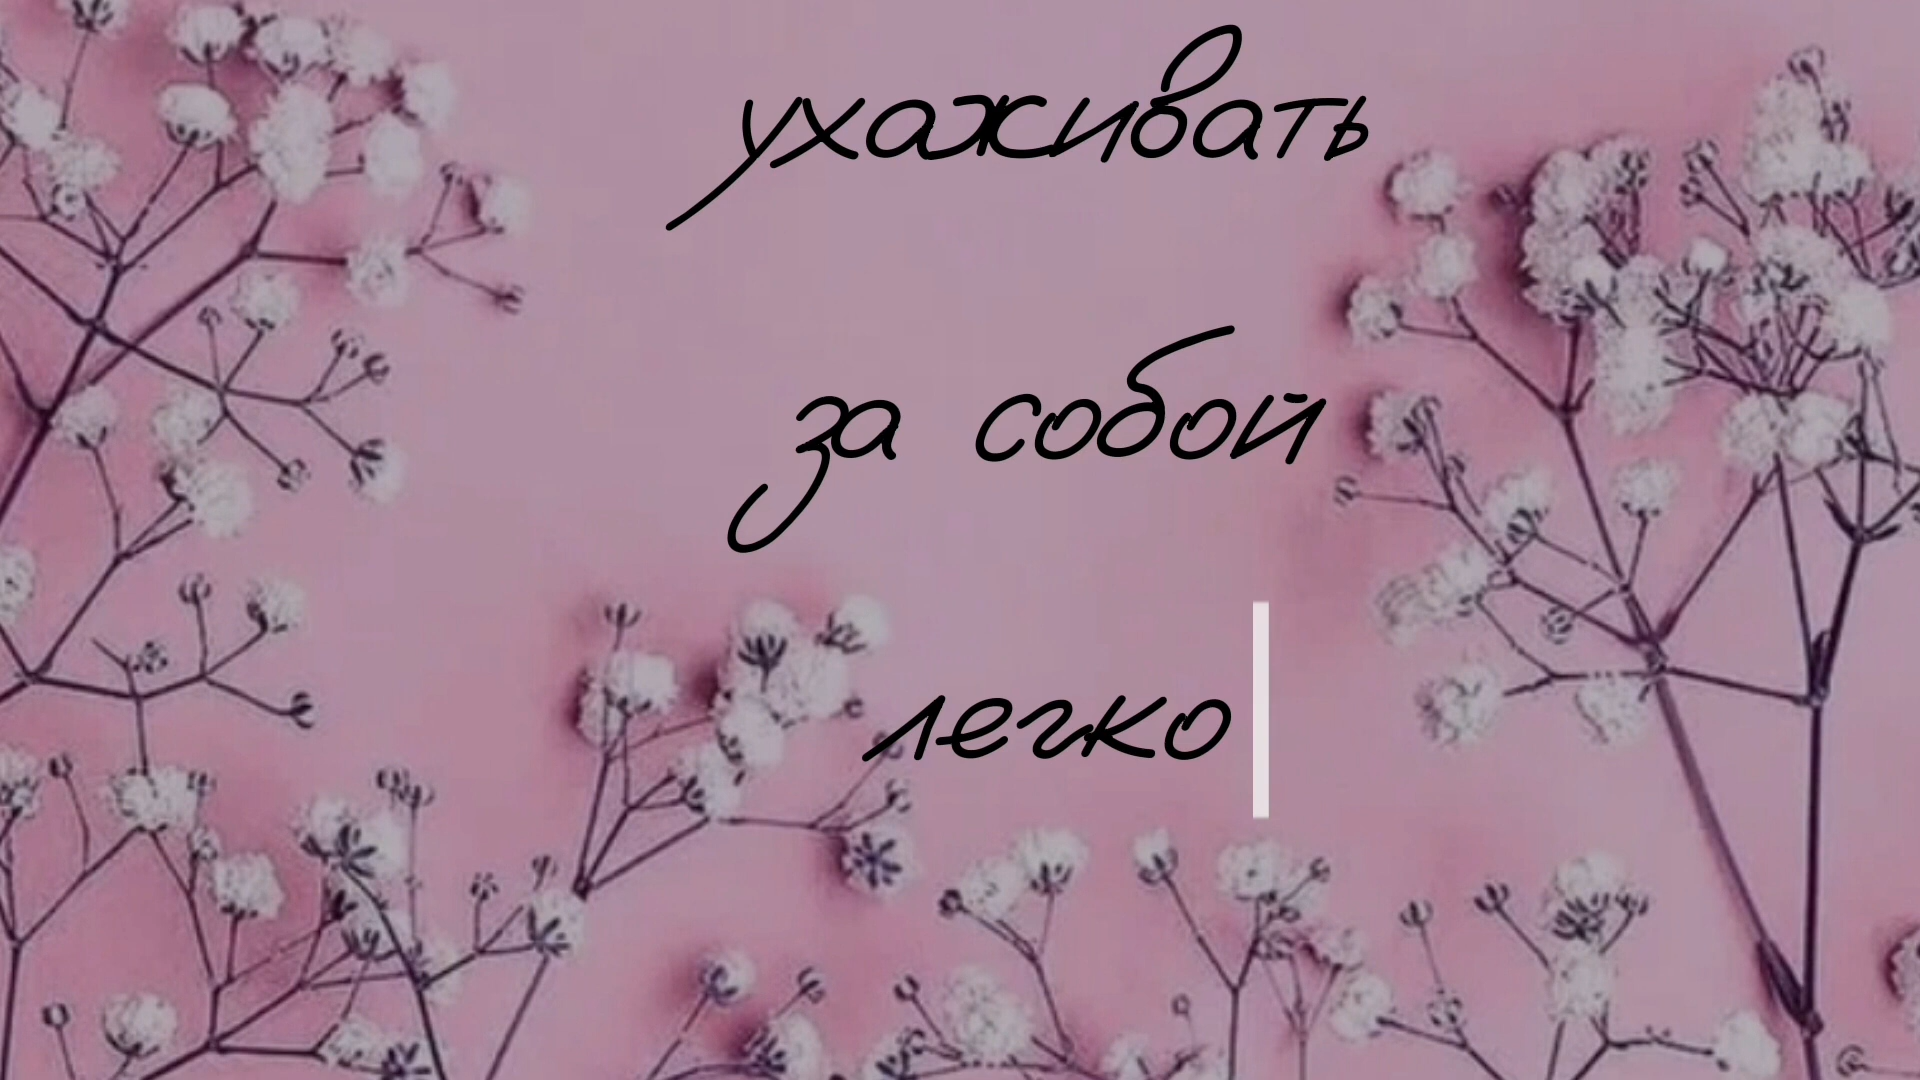 ухаживать
за собой
легко